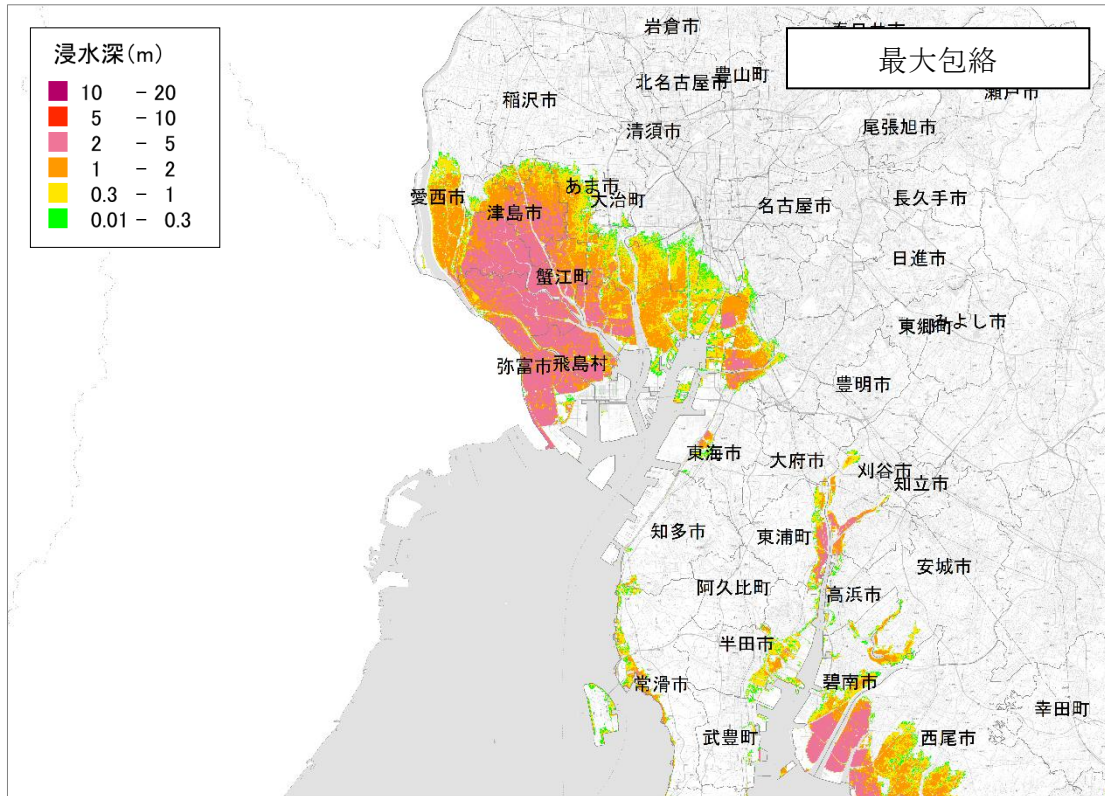 浸水深(m)
10 - 20
5 - 10
2 - 5
1 - 2
0.3 - 1
0.01 - 0.3
最大包絡
岩倉市
豊山町
北名古屋市
瀬戸市
稲沢市
清須市
尾張旭市
あま市
大治町
愛西市
津島市
名古屋市
長久手市
日進市
蟹江町
東郷町
みよし市
弥富市
飛島村
豊明市
東海市
大府市
刈谷市
知立市
知多市
東浦町
安城市
阿久比町
高浜市
半田市
常滑市
碧南市
幸田町
武豊町
西尾市